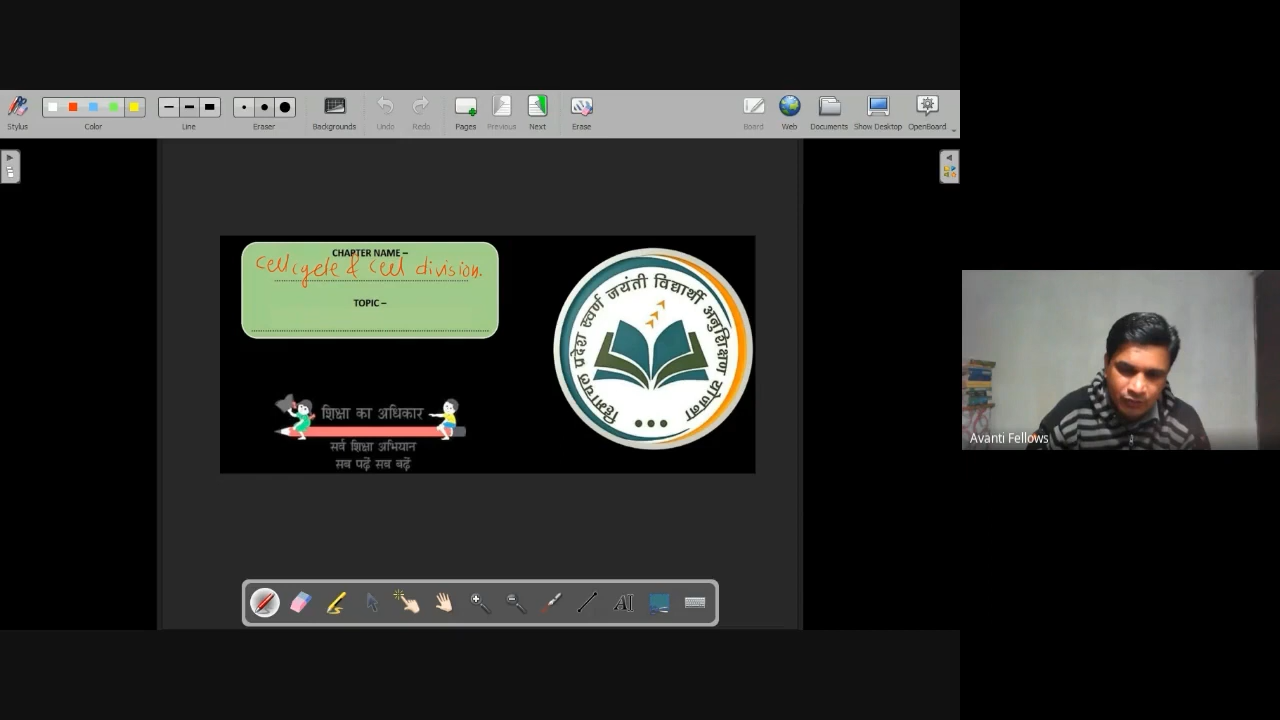 Stylus
Color
Line
Eraser
Backgrounds
Undo
Redo
Pages
Previous
Next
Erase
Board
Web
Documents
Show Desktop
OpenBoard
CHAPTER NAME –
Cell cycle & cell division.
TOPIC –
हिमाचल प्रदेश स्वर्ण जयंती विद्यार्थी अनुशिक्षण योजना
शिक्षा का अधिकार
सर्व शिक्षा अभियान
सब पढ़ें सब बढ़ें
AI
Avanti Fellows